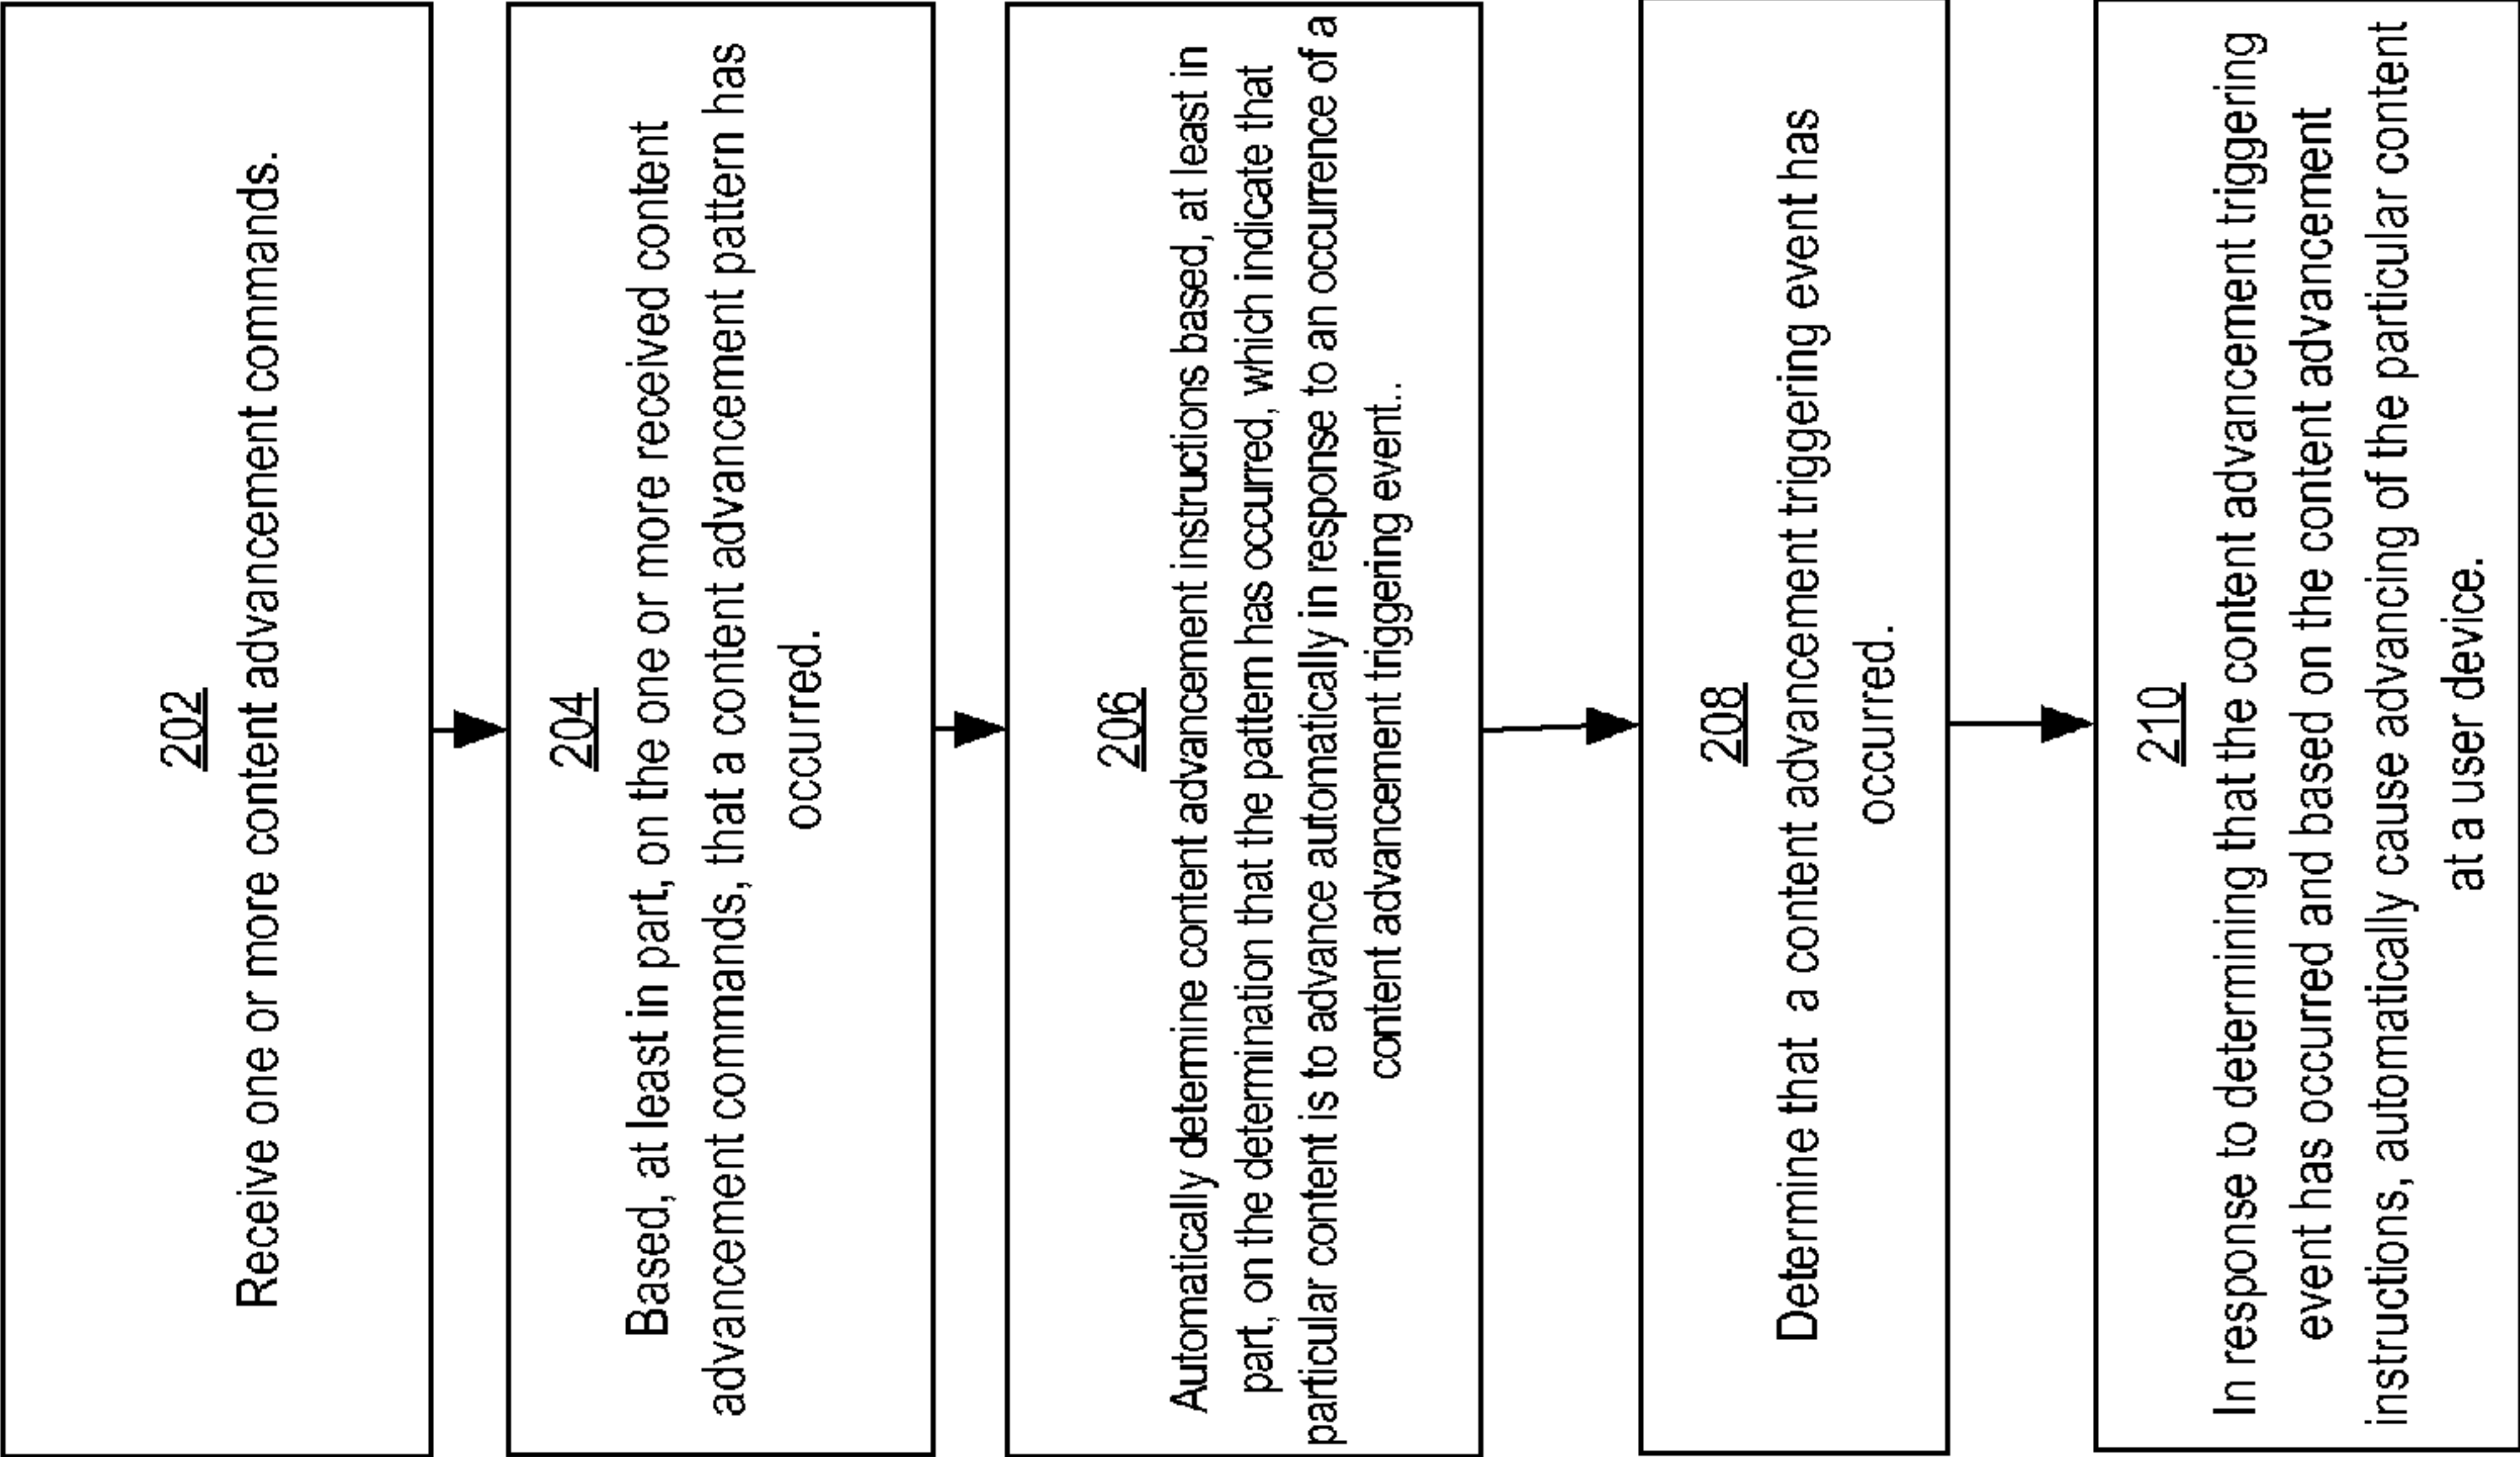 202
Receive one or more content advancement commands.
204
Based, at least in part, on the one or more received content
advancement commands, that a content advancement pattern has
occurred.
206
Automatically determine content advancement instructions based, at least in
part, on the determination that the pattern has occurred, which indicate that
particular content is to advance automatically in response to an occurrence of a
content advancement triggering event..
208
Determine that a content advancement triggering event has
occurred.
210
In response to determining that the content advancement triggering
event has occurred and based on the content advancement
instructions, automatically cause advancing of the particular content
at a user device.